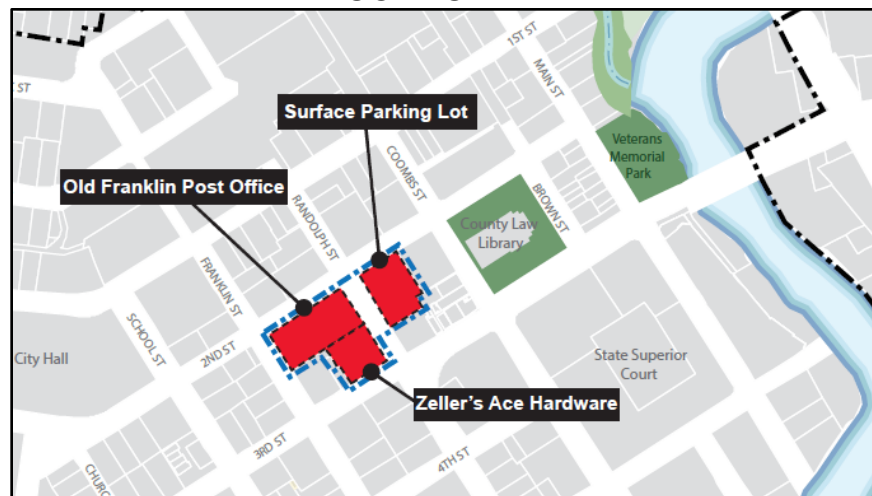 1ST ST
MAIN ST
ST
Surface Parking Lot
COOMBS ST
Veterans
Memorial
Park
Old Franklin Post Office
RANDOLPH ST
BROWN ST
County Law
Library
FRANKLIN ST
SCHOOL ST
2ND ST
City Hall
State Superior
Court
Zeller's Ace Hardware
3RD ST
4TH ST
CHURC